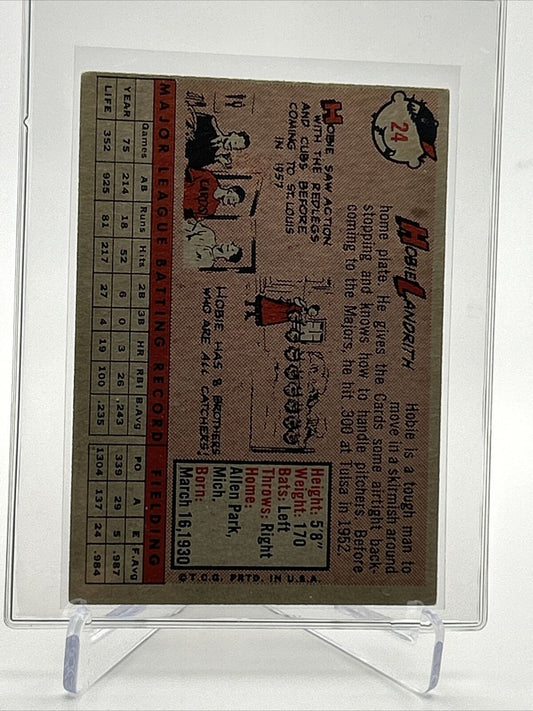 24
HOBIE LANDRITH
Hobie is a tough man to
move in a skirmish around
home plate. He gives the Cards some airtight back-
stopping and knows how to handle pitchers. Before
coming to the Majors, he hit .300 at Tulsa in 1952.
HOBIE SAW ACTION
WITH THE REDLEGS
AND CUBS BEFORE
COMING TO ST. LOUIS
IN 1957
CARDS
HOBIE HAS 8 BROTHERS
WHO ARE ALL CATCHERS!
Height: 5'8"
Weight: 170
Bats: Left
Throws: Right
Home:
Allen Park,
Mich.
Born:
March 16, 1930
MAJOR LEAGUE BATTING RECORD FIELDING
Games AB Runs Hits 2B 3B HR RBI B.Avg PO A E F.Avg
YEAR 75 214 18 52 6 0 3 26 .243 339 29 5 .987
LIFE 352 925 81 217 27 4 19 100 .235 1304 137 24 .984
© T.C.G. PRTD. IN U.S.A.